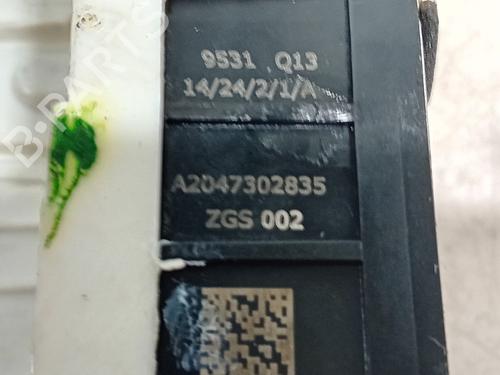 9531 Q13
14/24/2/1/A
A2047302835
ZGS 002
B-PARTS